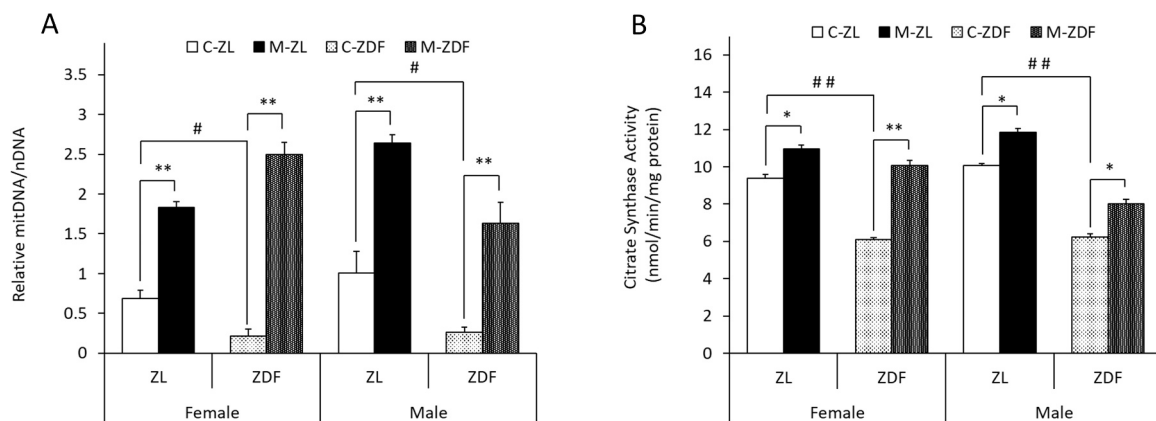 A
C-ZL M-ZL C-ZDF M-ZDF
Relative mitDNA/nDNA
3.5
3
2.5
2
1.5
1
0.5
0
#
**
#
**
**
**
ZL ZDF ZL ZDF
Female Male
B
C-ZL M-ZL C-ZDF M-ZDF
Citrate Synthase Activity
(nmol/min/mg protein)
16
14
12
10
8
6
4
2
0
# #
# #
*
*
**
*
ZL ZDF ZL ZDF
Female Male